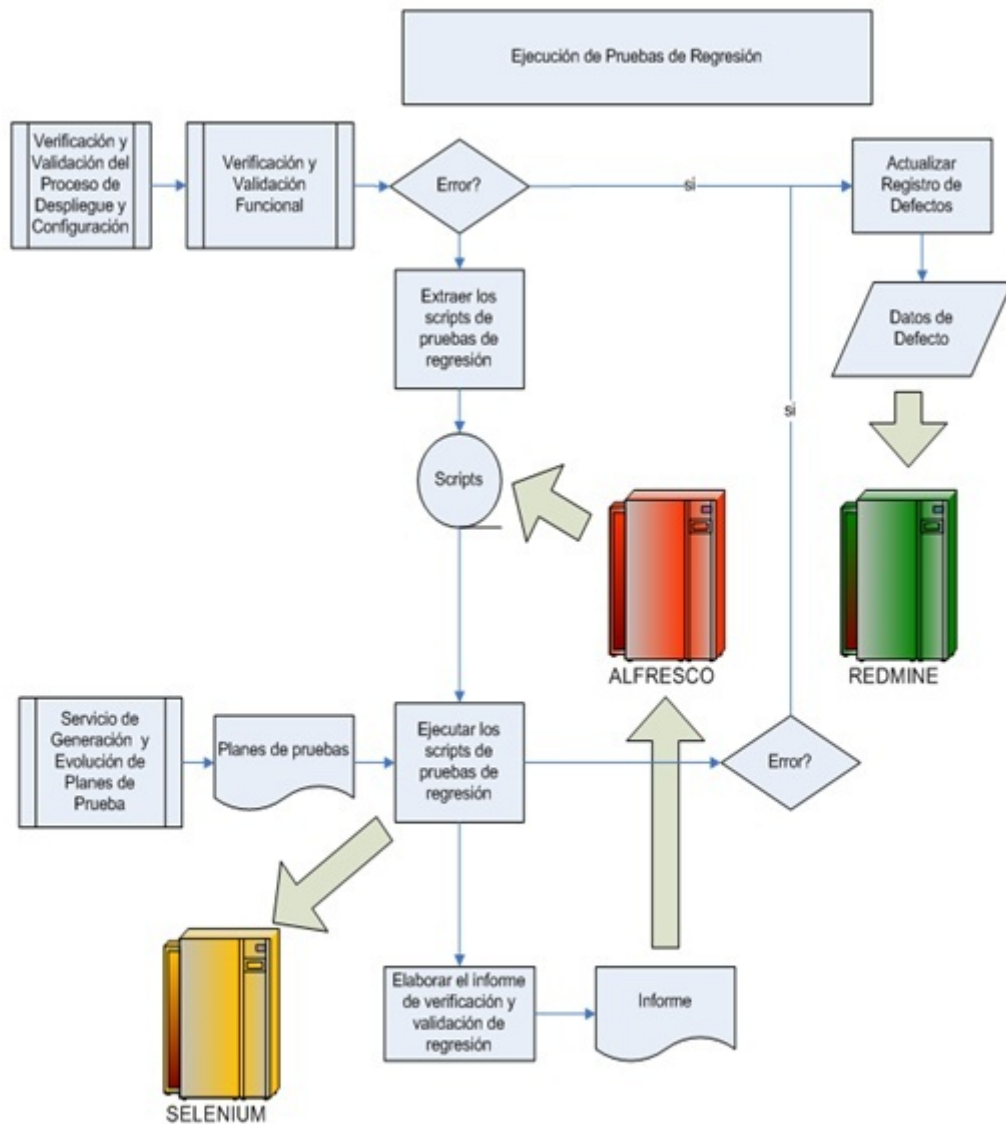 Ejecución de Pruebas de Regresión
Verificación y
Validación del
Proceso de
Despliegue y
Configuración
Verificación y
Validación
Funcional
Error?
si
Actualizar
Registro de
Defectos
Extraer los
scripts de
pruebas de
regresión
Datos de
Defecto
si
Scripts
ALFRESCO
REDMINE
Servicio de
Generación y
Evolución de
Planes de
Prueba
Planes de pruebas
Ejecutar los
scripts de
pruebas de
regresión
Error?
Elaborar el informe
de verificación y
validación de
regresión
Informe
SELENIUM